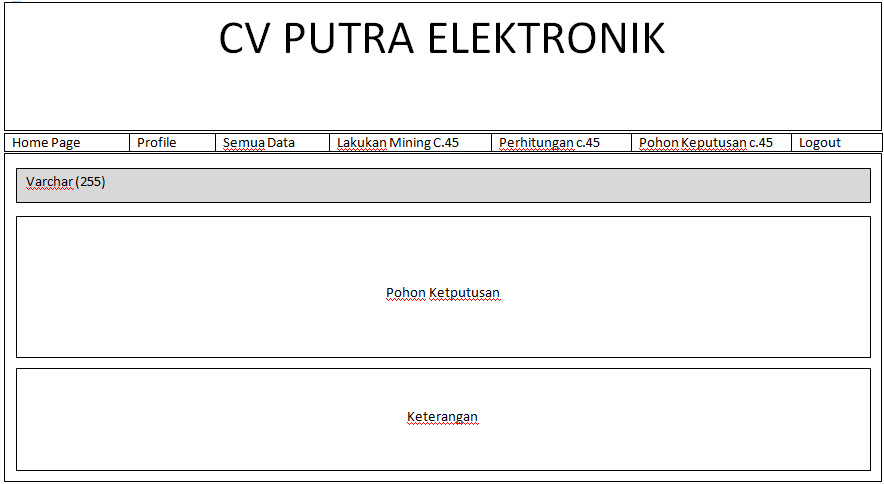 CV PUTRA ELEKTRONIK
Home Page Profile Semua Data Lakukan Mining C.45 Perhitungan c.45 Pohon Keputusan c.45 Logout
Varchar (255)
Pohon Ketputusan
Keterangan